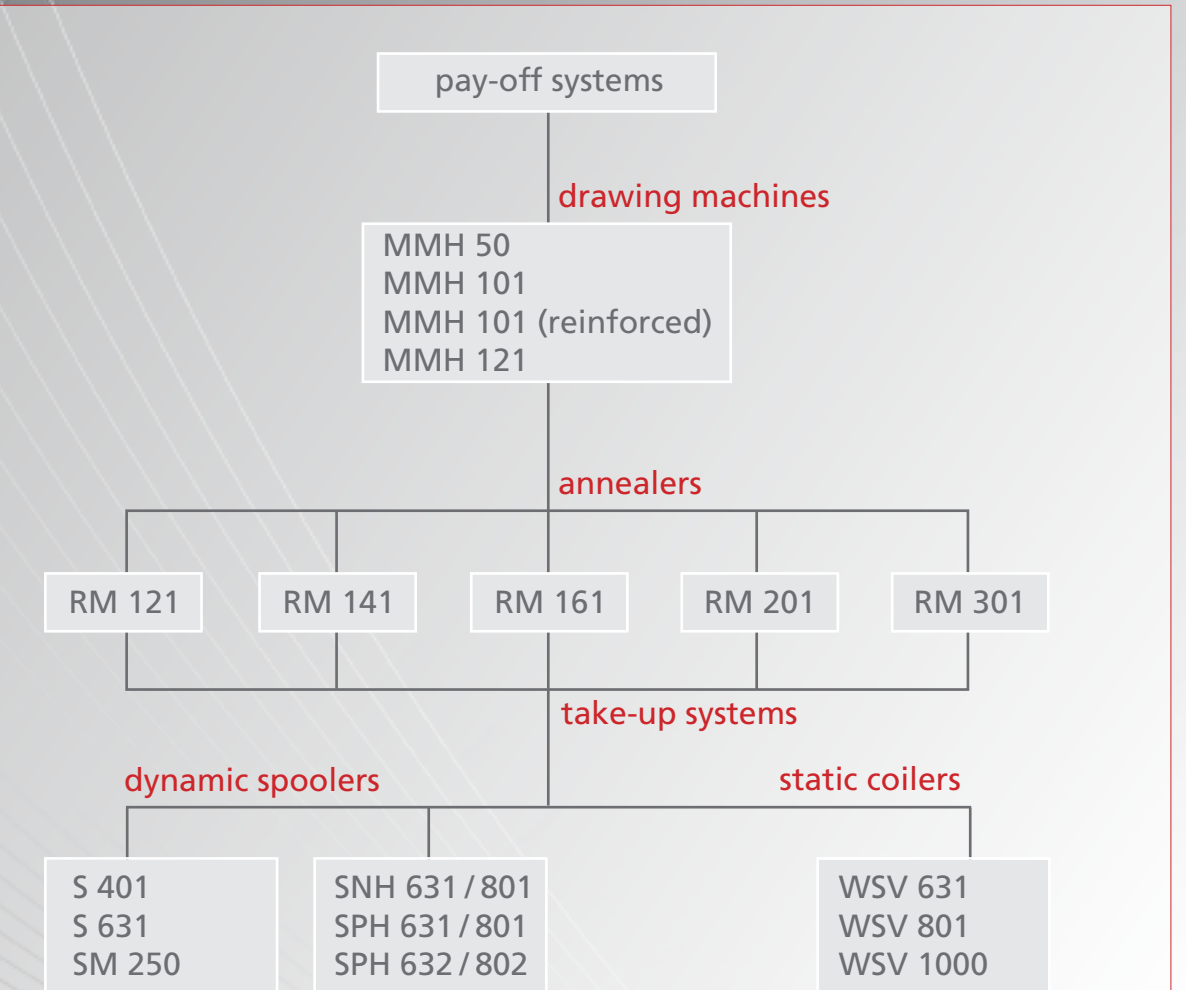 pay-off systems
drawing machines
MMH 50
MMH 101
MMH 101 (reinforced)
MMH 121
annealers
RM 121
RM 141
RM 161
RM 201
RM 301
take-up systems
dynamic spoolers
static coilers
S 401
S 631
SM 250
SNH 631 / 801
SPH 631 / 801
SPH 632 / 802
WSV 631
WSV 801
WSV 1000